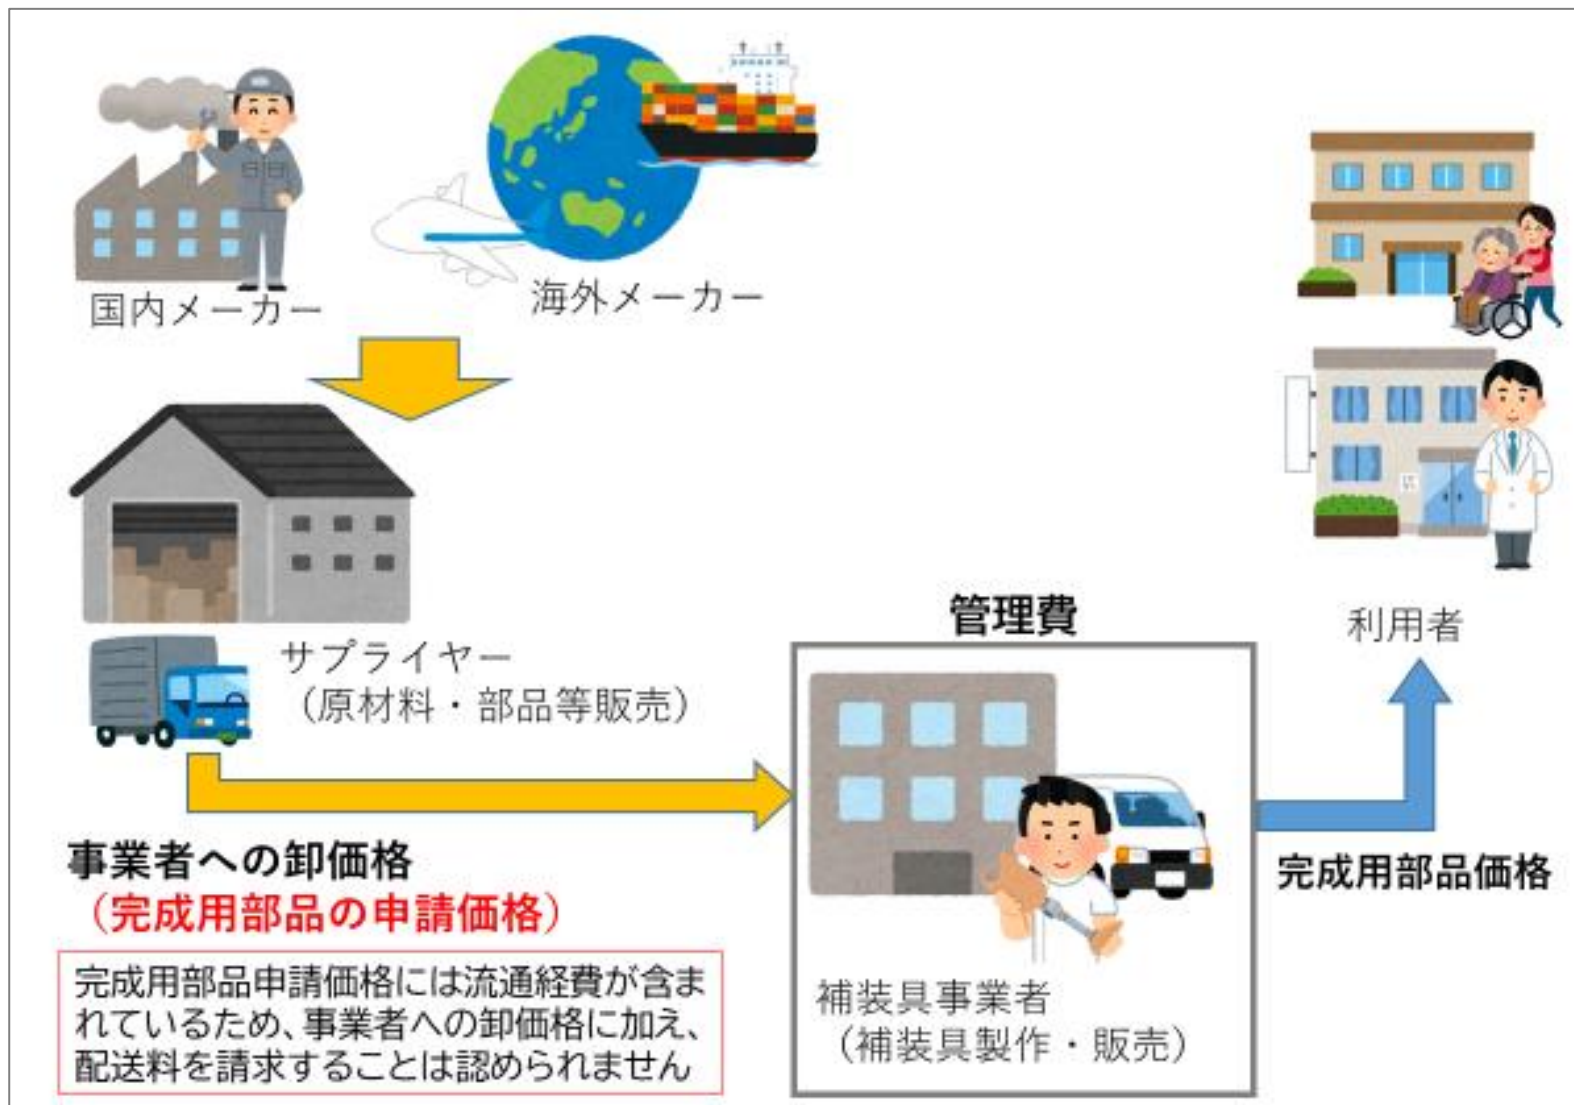 国内メーカー
海外メーカー
サプライヤー
（原材料・部品等販売）
事業者への卸価格
（完成用部品の申請価格）
完成用部品申請価格には流通経費が含ま
れているため、事業者への卸価格に加え、
配送料を請求することは認められません
管理費
補装具事業者
（補装具製作・販売）
利用者
完成用部品価格